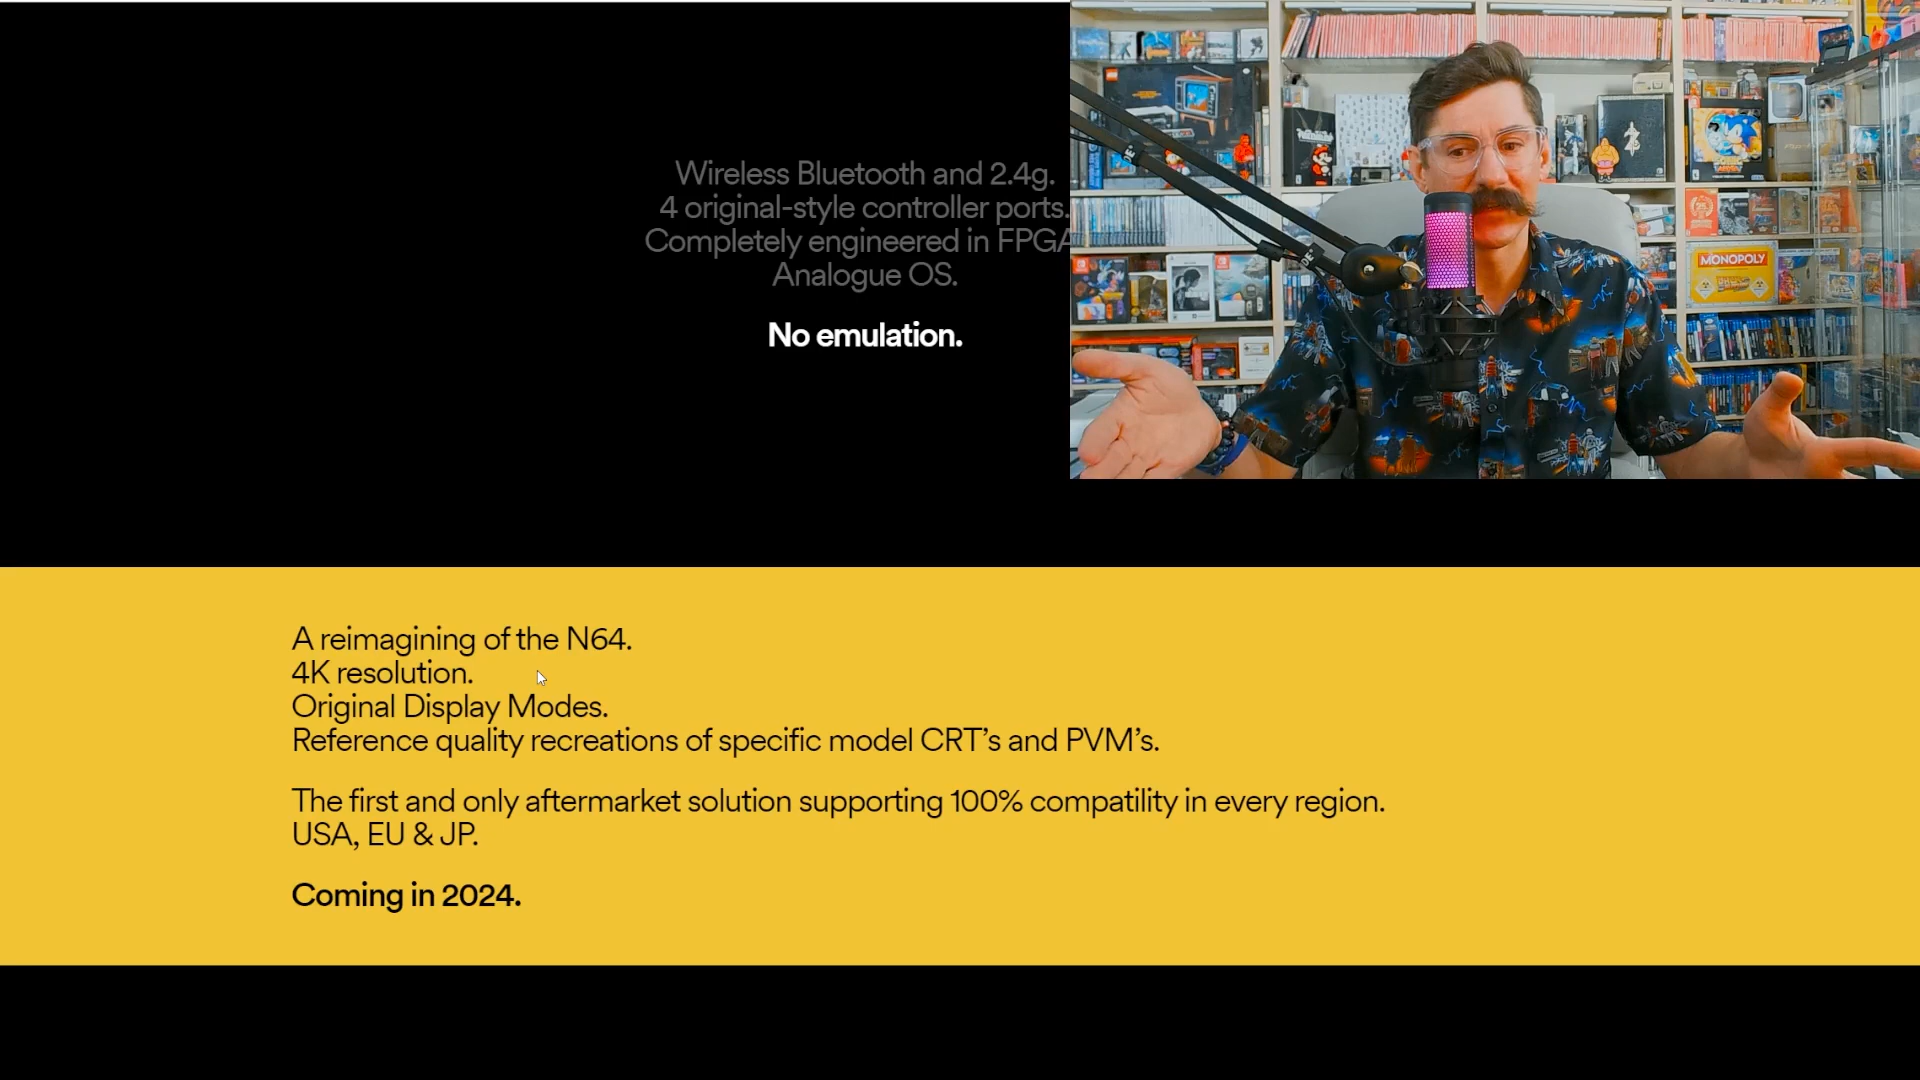 Wireless Bluetooth and 2.4g.
4 original-style controller ports.
Completely engineered in FPGA
Analogue OS.
No emulation.
MONOPOLY
A reimagining of the N64.
4K resolution.
Original Display Modes.
Reference quality recreations of specific model CRT’s and PVM’s.
The first and only aftermarket solution supporting 100% compatility in every region.
USA, EU & JP.
Coming in 2024.